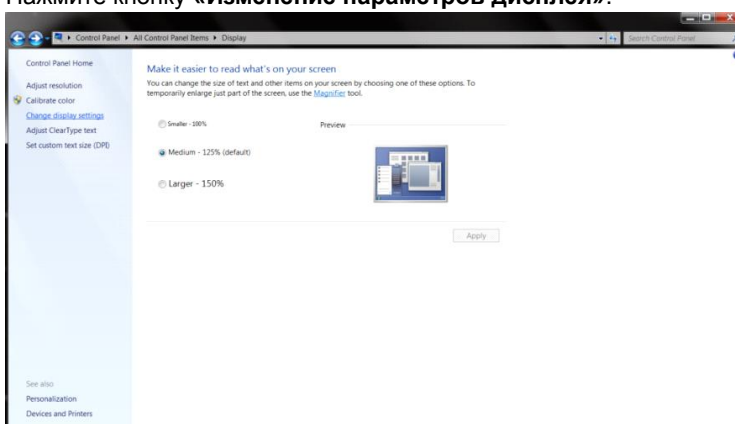 Нажмите кнопку «Изменение параметров дисплея».
Control Panel ▸ All Control Panel Items ▸ Display
Search Control Panel
Control Panel Home
Adjust resolution
Calibrate color
Change display settings
Adjust ClearType text
Set custom text size (DPI)
Make it easier to read what's on your screen
You can change the size of text and other items on your screen by choosing one of these options. To
temporarily enlarge just part of the screen, use the Magnifier tool.
Smaller - 100%
Preview
Medium - 125% (default)
Larger - 150%
Apply
See also
Personalization
Devices and Printers